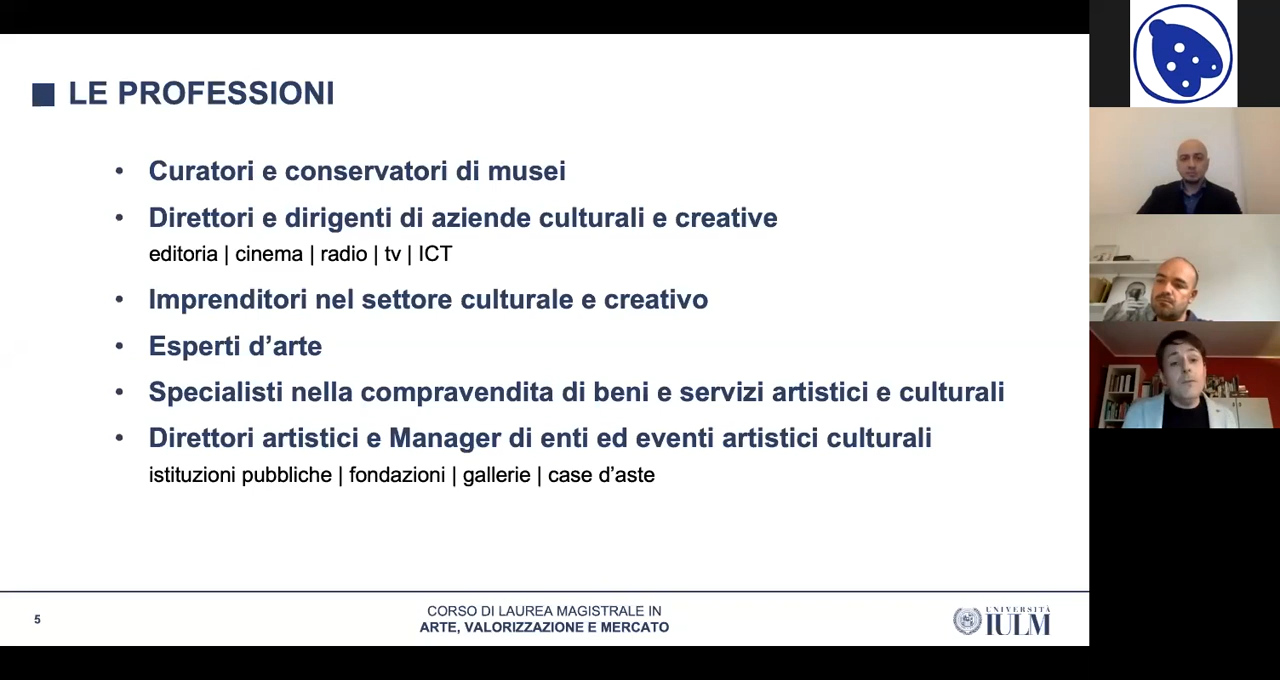 LE PROFESSIONI
• Curatori e conservatori di musei
• Direttori e dirigenti di aziende culturali e creative
editoria | cinema | radio | tv | ICT
• Imprenditori nel settore culturale e creativo
• Esperti d’arte
• Specialisti nella compravendita di beni e servizi artistici e culturali
• Direttori artistici e Manager di enti ed eventi artistici culturali
istituzioni pubbliche | fondazioni | gallerie | case d’aste
5
CORSO DI LAUREA MAGISTRALE IN
ARTE, VALORIZZAZIONE E MERCATO
UNIVERSITÀ
IULM